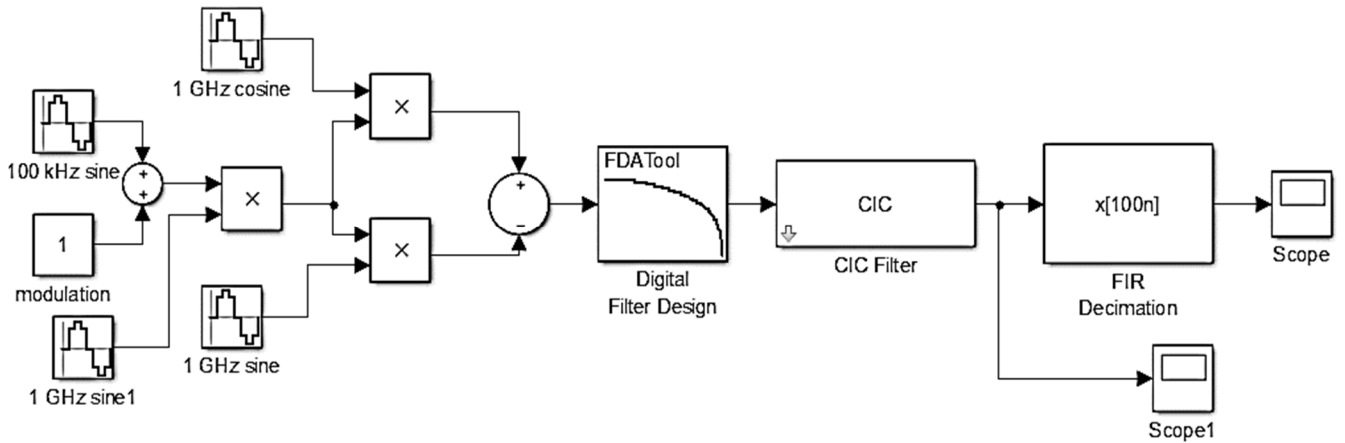 1 GHz cosine
100 kHz sine
+
+
×
1
modulation
1 GHz sine1
×
×
1 GHz sine
+
−
FDATool
Digital
Filter Design
CIC
CIC Filter
x[100n]
FIR
Decimation
Scope
Scope1